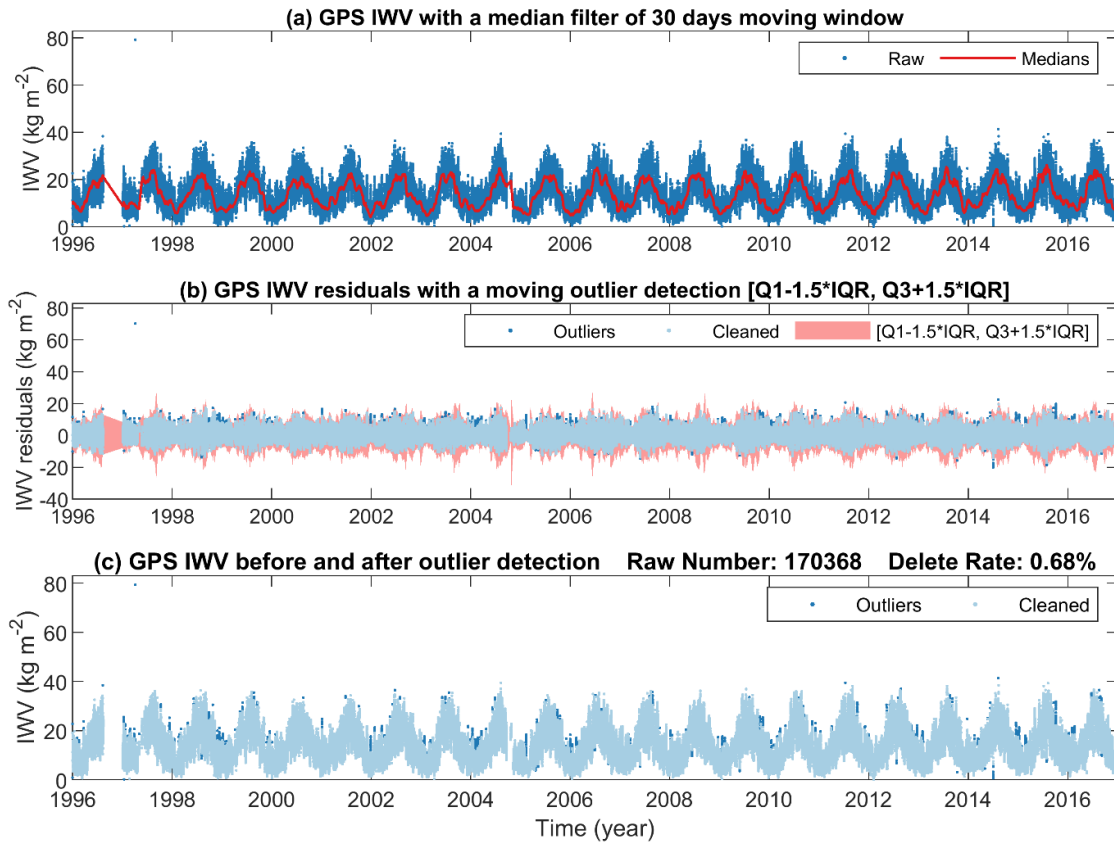 (a) GPS IWV with a median filter of 30 days moving window
Raw Medians
IWV (kg m-2)
80
60
40
20
0
1996 1998 2000 2002 2004 2006 2008 2010 2012 2014 2016
(b) GPS IWV residuals with a moving outlier detection [Q1-1.5*IQR, Q3+1.5*IQR]
Outliers Cleaned [Q1-1.5*IQR, Q3+1.5*IQR]
IWV residuals (kg m-2)
80
60
40
20
0
-20
-40
1996 1998 2000 2002 2004 2006 2008 2010 2012 2014 2016
(c) GPS IWV before and after outlier detection Raw Number: 170368 Delete Rate: 0.68%
Outliers Cleaned
IWV (kg m-2)
80
60
40
20
0
1996 1998 2000 2002 2004 2006 2008 2010 2012 2014 2016
Time (year)